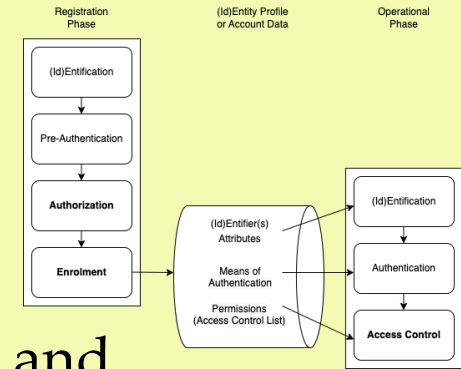 Registration
Phase
(Id)Entity Profile
or Account Data
Operational
Phase
(Id)Entification
Pre-Authentication
Authorization
Enrolment
(Id)Entifier(s)
Attributes
Means of
Authentication
Permissions
(Access Control List)
(Id)Entification
Authentication
Access Control
and